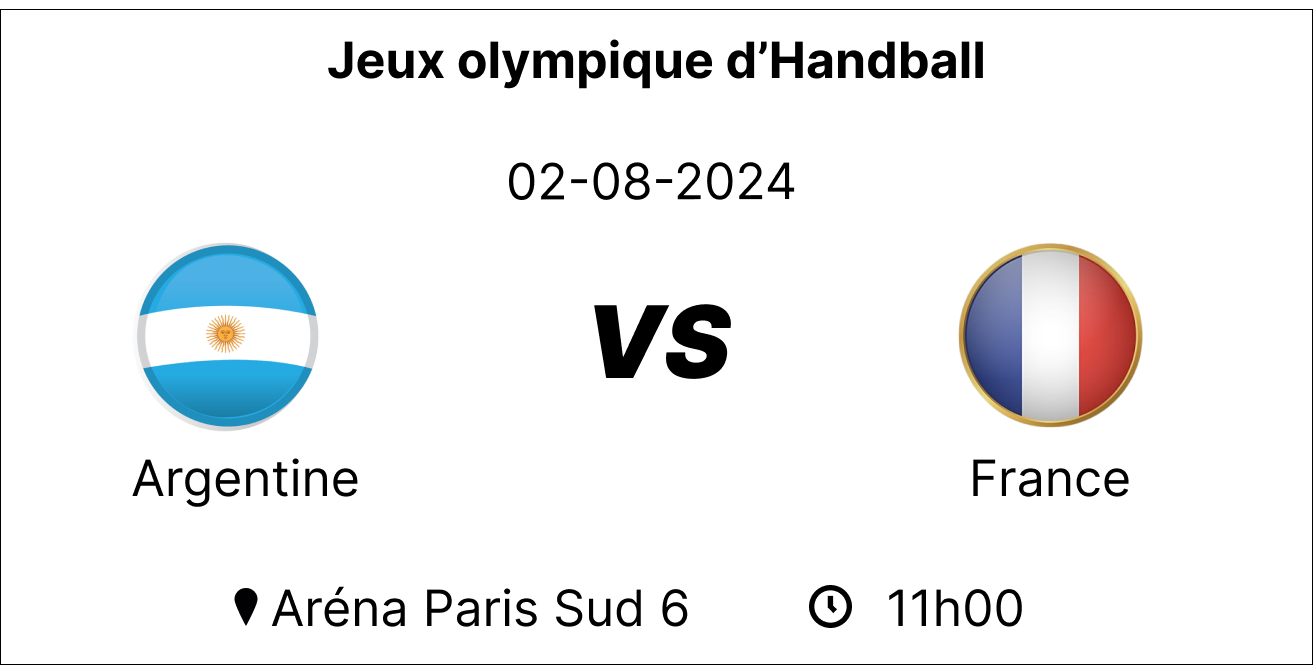 Jeux olympique d’Handball
02-08-2024
VS
Argentine
France
Aréna Paris Sud 6
11h00